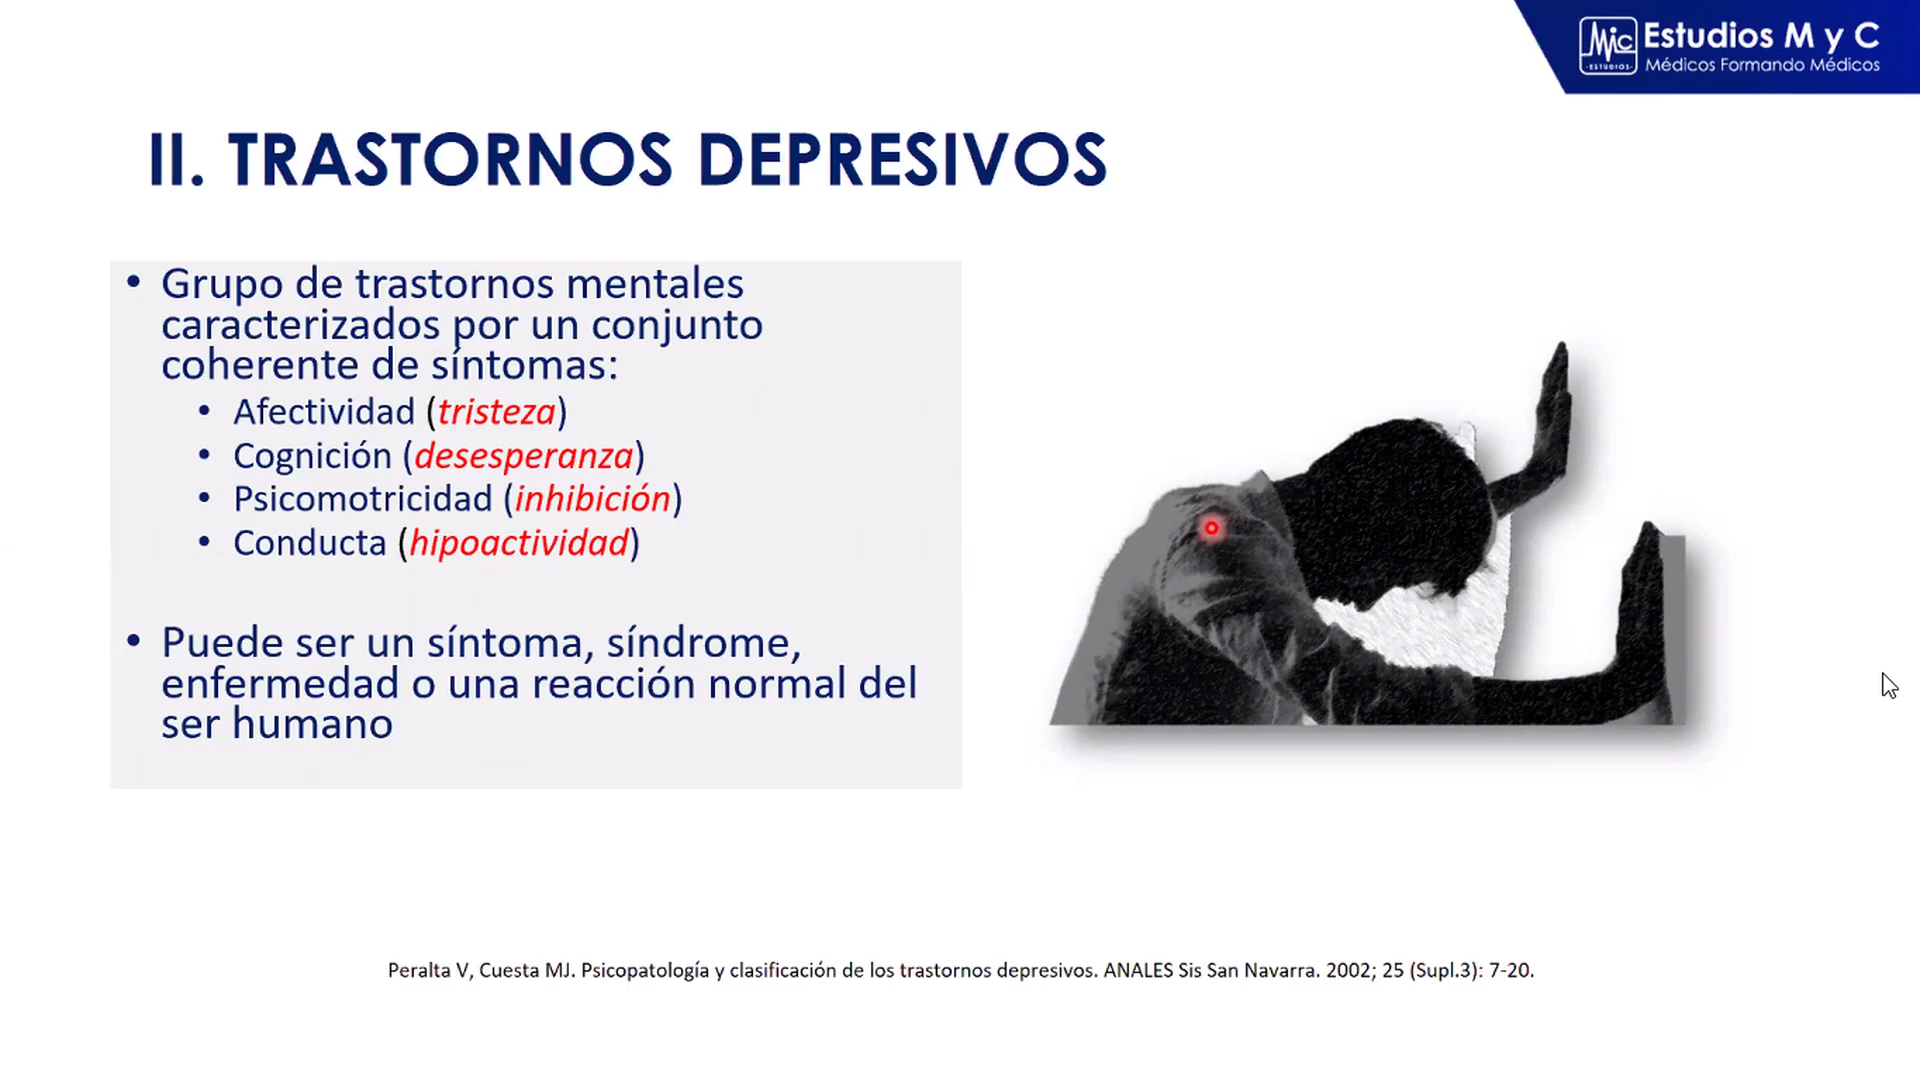 Mic
ESTUDIOS
Estudios M y C
Médicos Formando Médicos
II. TRASTORNOS DEPRESIVOS
• Grupo de trastornos mentales
caracterizados por un conjunto
coherente de síntomas:
• Afectividad (tristeza)
• Cognición (desesperanza)
• Psicomotricidad (inhibición)
• Conducta (hipoactividad)
• Puede ser un síntoma, síndrome,
enfermedad o una reacción normal del
ser humano
Peralta V, Cuesta MJ. Psicopatología y clasificación de los trastornos depresivos. ANALES Sis San Navarra. 2002; 25 (Supl.3): 7-20.